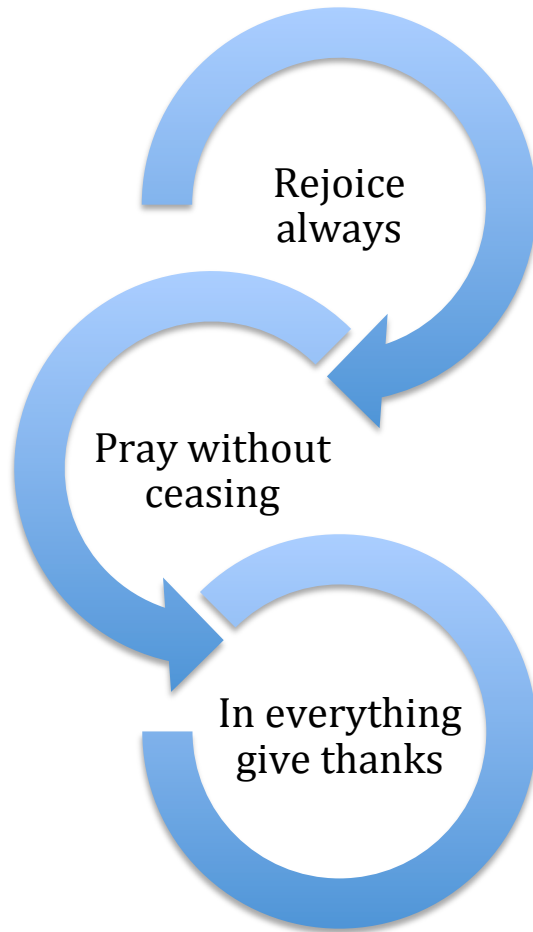 Rejoice
always
Pray without
ceasing
In everything
give thanks